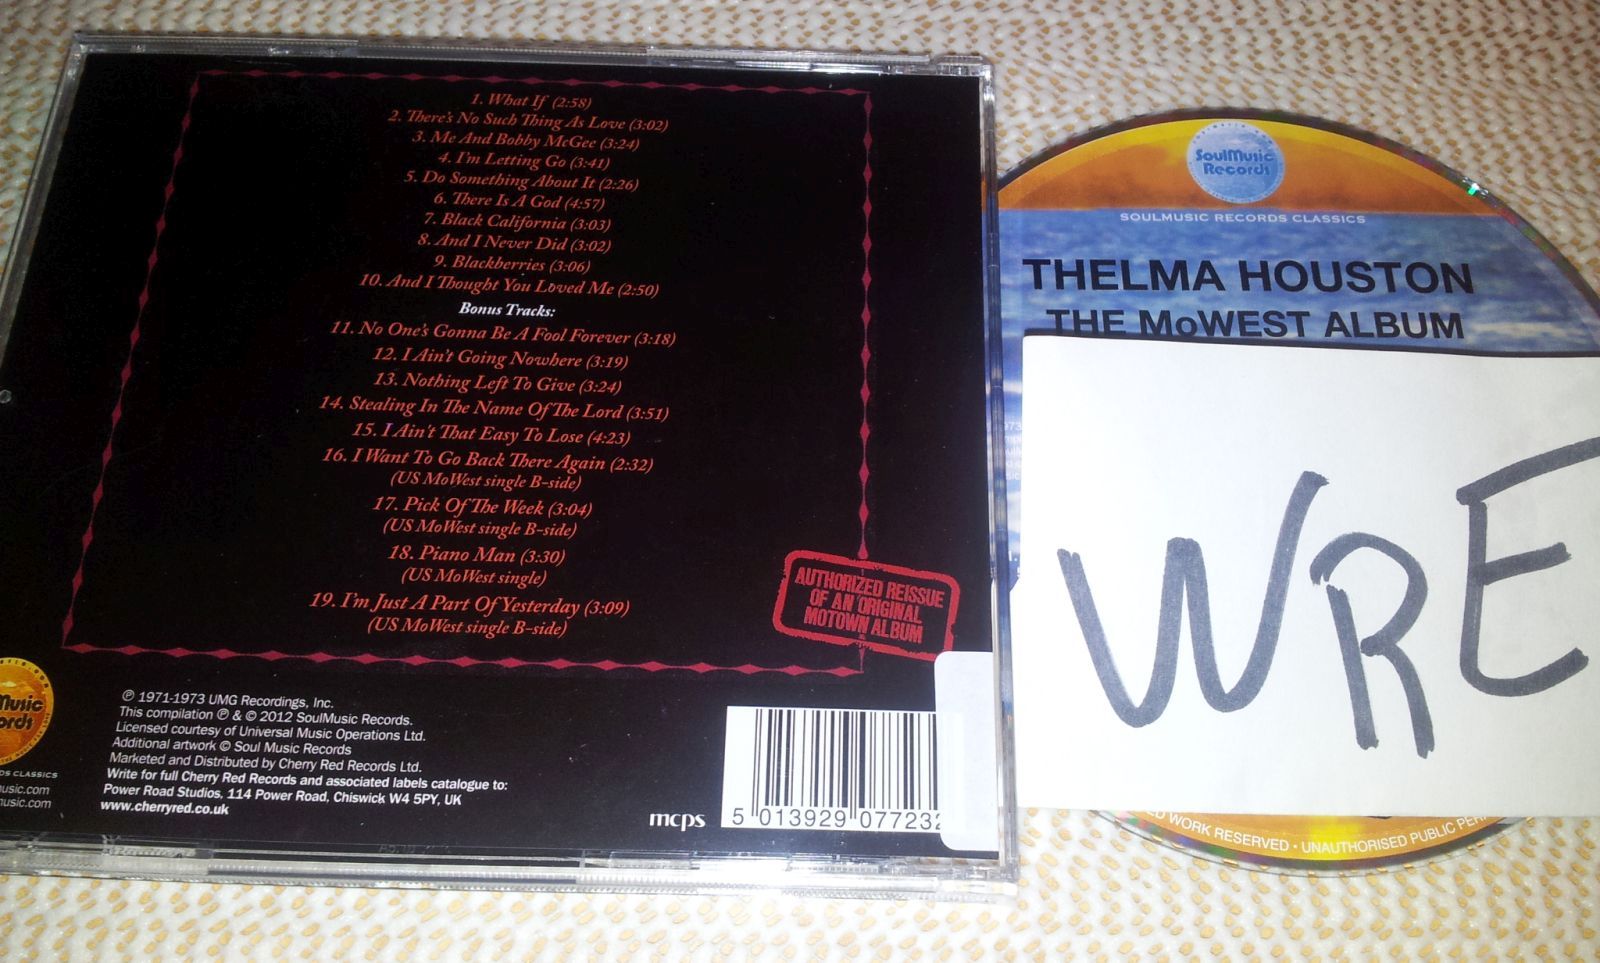 1. What If (2:58)
2. There's No Such Thing As Love (3:02)
3. Me And Bobby McGee (3:24)
4. I'm Letting Go (3:41)
5. Do Something About It (2:26)
6. There Is A God (4:57)
7. Black California (3:03)
8. And I Never Did (3:02)
9. Blackberries (3:06)
10. And I Thought You Loved Me (2:50)
Bonus Tracks:
11. No One's Gonna Be A Fool Forever (3:18)
12. I Ain't Going Nowhere (3:19)
13. Nothing Left To Give (3:24)
14. Stealing In The Name Of The Lord (3:51)
15. I Ain't That Easy To Lose (4:23)
16. I Want To Go Back There Again (2:32)
(US MoWest single B-side)
17. Pick Of The Week (3:04)
(US MoWest single B-side)
18. Piano Man (3:30)
(US MoWest single)
19. I'm Just A Part Of Yesterday (3:09)
(US MoWest single B-side)
AUTHORIZED REISSUE
OF AN ORIGINAL
MOTOWN ALBUM
℗ 1971-1973 UMG Recordings, Inc.
This compilation ℗ & © 2012 SoulMusic Records.
Licensed courtesy of Universal Music Operations Ltd.
Additional artwork © Soul Music Records
Marketed and Distributed by Cherry Red Records Ltd.
Write for full Cherry Red Records and associated labels catalogue to:
Power Road Studios, 114 Power Road, Chiswick W4 5PY, UK
www.cherryred.co.uk
mcps
5 013929 077232
SoulMusic
Records
SOULMUSIC RECORDS CLASSICS
THELMA HOUSTON
THE MoWEST ALBUM
WRE
WORK RESERVED • UNAUTHORISED PUBLIC